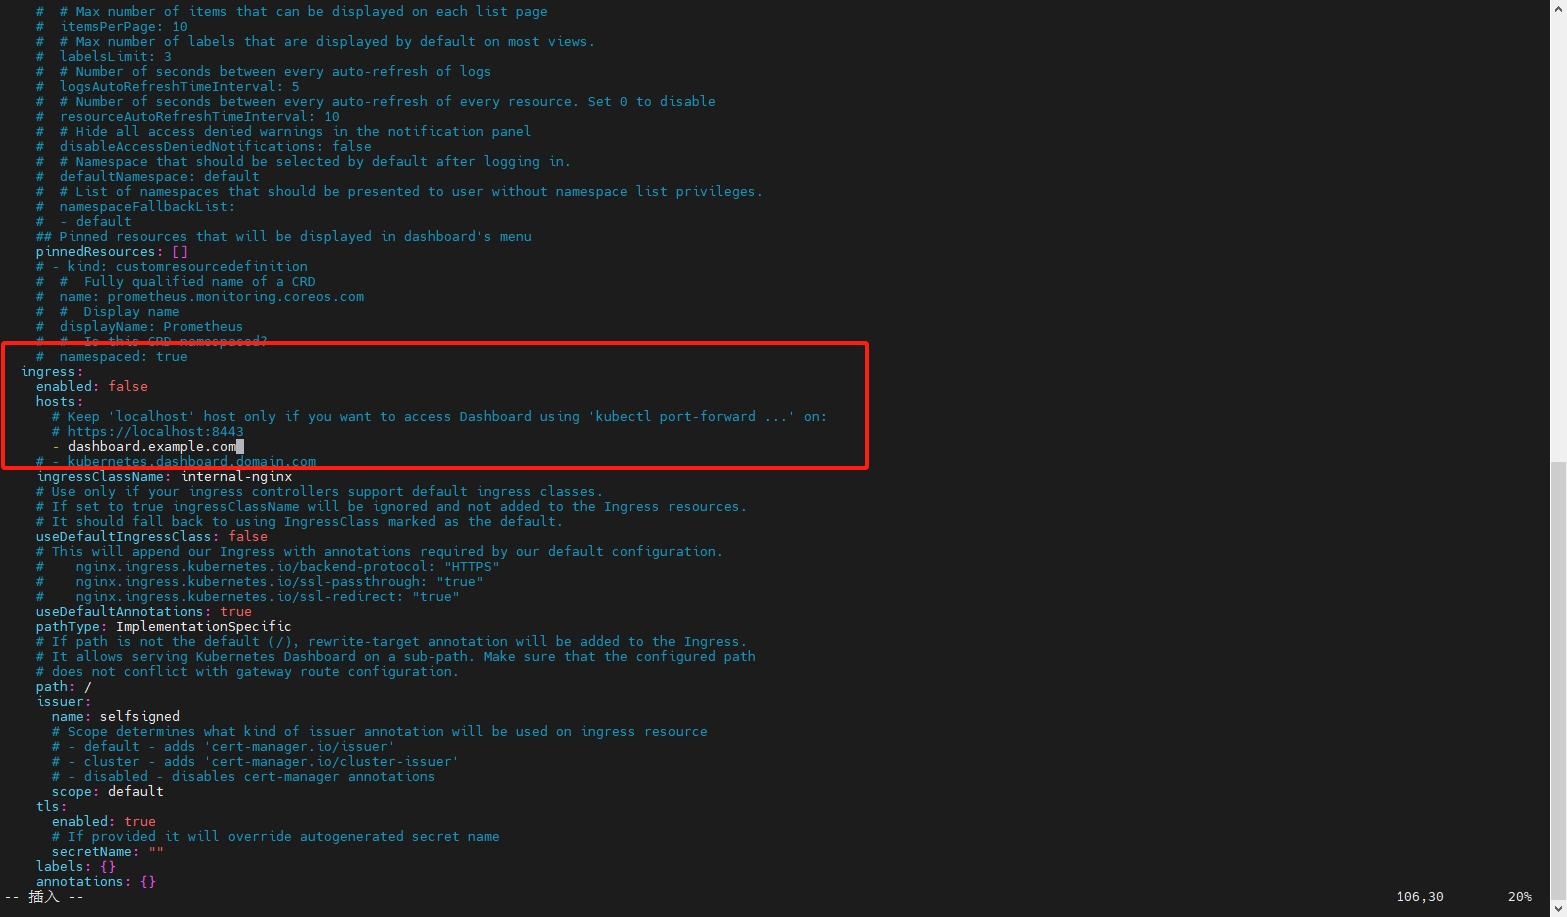 #  # Max number of items that can be displayed on each list page
#  itemsPerPage: 10
#  # Max number of labels that are displayed by default on most views.
#  labelsLimit: 3
#  # Number of seconds between every auto-refresh of logs
#  logsAutoRefreshTimeInterval: 5
#  # Number of seconds between every auto-refresh of every resource. Set 0 to disable
#  resourceAutoRefreshTimeInterval: 10
#  # Hide all access denied warnings in the notification panel
#  disableAccessDeniedNotifications: false
#  # Namespace that should be selected by default after logging in.
#  defaultNamespace: default
#  # List of namespaces that should be presented to user without namespace list privileges.
#  namespaceFallbackList:
#  - default
## Pinned resources that will be displayed in dashboard's menu
pinnedResources: []
# - kind: customresourcedefinition
#  #  Fully qualified name of a CRD
#  name: prometheus.monitoring.coreos.com
#  #  Display name
#  displayName: Prometheus
#  #  Is this CRD namespaced?
#  namespaced: true
ingress:
enabled: false
hosts:
# Keep 'localhost' host only if you want to access Dashboard using 'kubectl port-forward ...' on:
# https://localhost:8443
- dashboard.example.com
# - kubernetes.dashboard.domain.com
ingressClassName: internal-nginx
# Use only if your ingress controllers support default ingress classes.
# If set to true ingressClassName will be ignored and not added to the Ingress resources.
# It should fall back to using IngressClass marked as the default.
useDefaultIngressClass: false
# This will append our Ingress with annotations required by our default configuration.
#    nginx.ingress.kubernetes.io/backend-protocol: "HTTPS"
#    nginx.ingress.kubernetes.io/ssl-passthrough: "true"
#    nginx.ingress.kubernetes.io/ssl-redirect: "true"
useDefaultAnnotations: true
pathType: ImplementationSpecific
# If path is not the default (/), rewrite-target annotation will be added to the Ingress.
# It allows serving Kubernetes Dashboard on a sub-path. Make sure that the configured path
# does not conflict with gateway route configuration.
path: /
issuer:
name: selfsigned
# Scope determines what kind of issuer annotation will be used on ingress resource
# - default - adds 'cert-manager.io/issuer'
# - cluster - adds 'cert-manager.io/cluster-issuer'
# - disabled - disables cert-manager annotations
scope: default
tls:
enabled: true
# If provided it will override autogenerated secret name
secretName: ""
labels: {}
annotations: {}
-- 插入 -- 106,30 20%